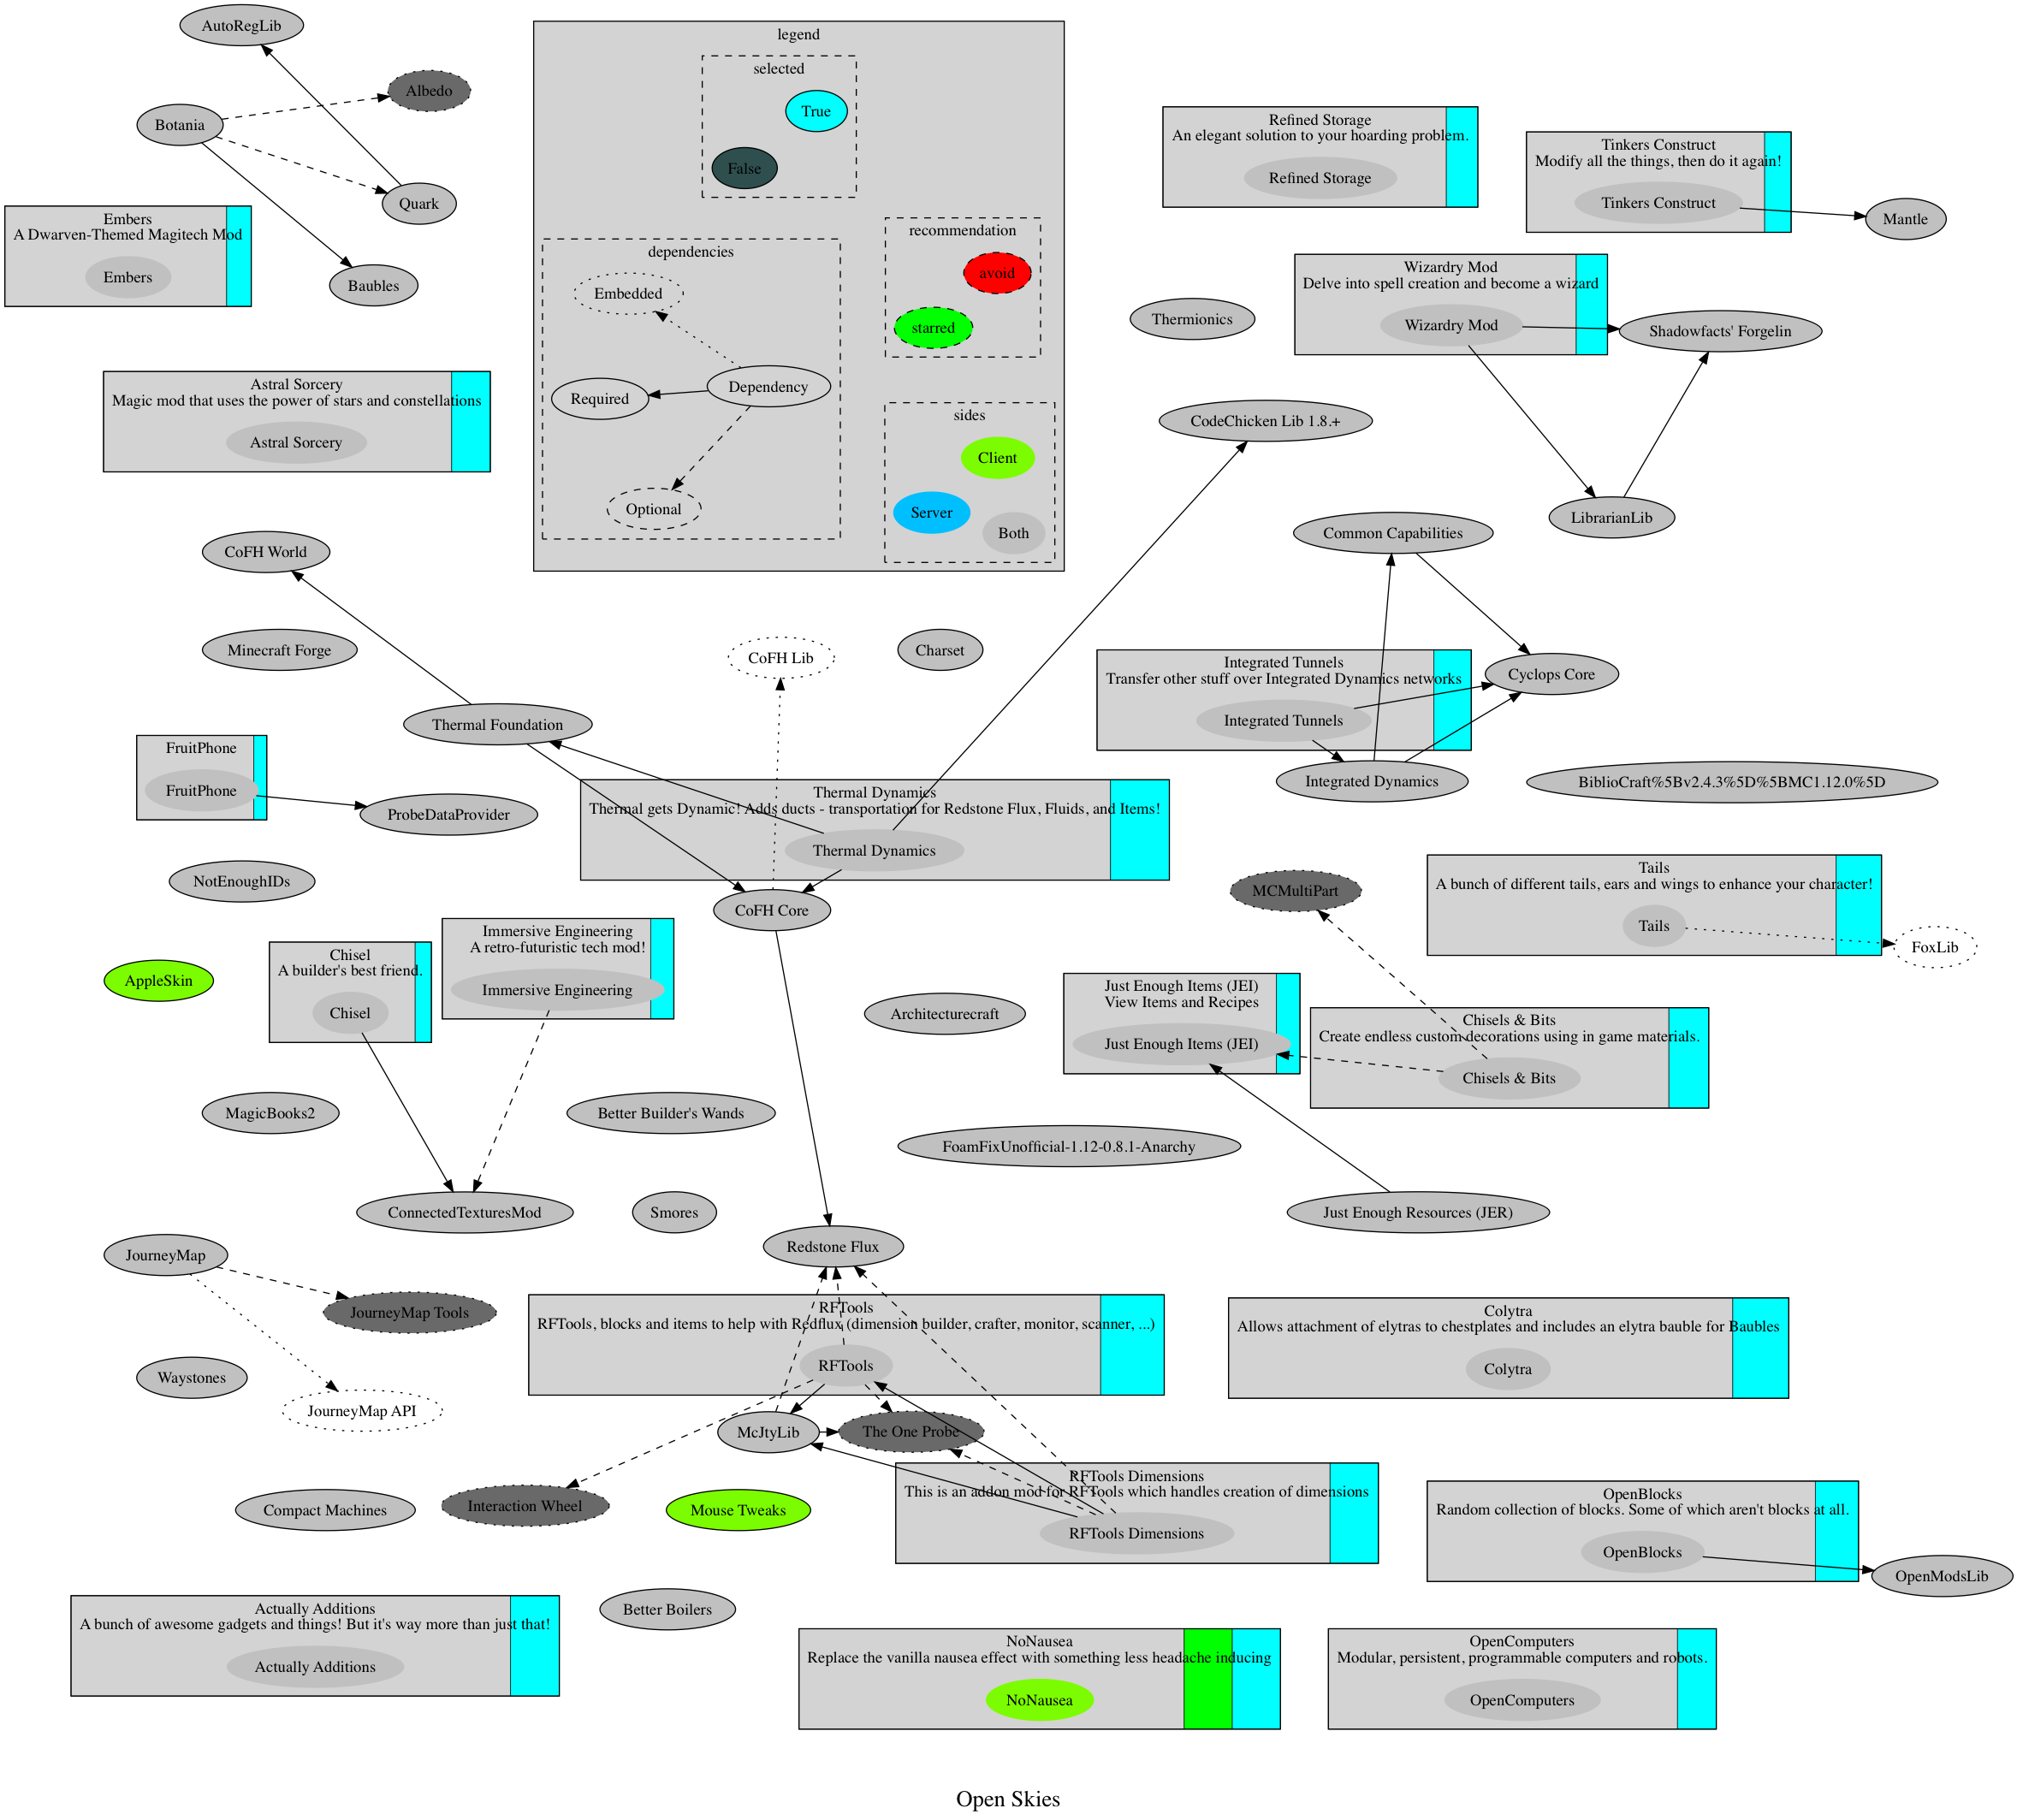 AutoRegLib
Albedo
Botania
Quark
Baubles
Embers
A Dwarven-Themed Magitech Mod
Embers
Astral Sorcery
Magic mod that uses the power of stars and constellations
Astral Sorcery
legend
selected
True
False
dependencies
Embedded
Dependency
Required
Optional
recommendation
avoid
starred
sides
Client
Server
Both
Refined Storage
An elegant solution to your hoarding problem.
Refined Storage
Tinkers Construct
Modify all the things, then do it again!
Tinkers Construct
Mantle
Wizardry Mod
Delve into spell creation and become a wizard
Wizardry Mod
Thermionics
Shadowfacts' Forgelin
CodeChicken Lib 1.8.+
LibrarianLib
Common Capabilities
CoFH World
Minecraft Forge
CoFH Lib
Charset
Integrated Tunnels
Transfer other stuff over Integrated Dynamics networks
Integrated Tunnels
Cyclops Core
Thermal Foundation
FruitPhone
FruitPhone
ProbeDataProvider
Integrated Dynamics
BiblioCraft%5Bv2.4.3%5D%5BMC1.12.0%5D
Thermal Dynamics
Thermal gets Dynamic! Adds ducts - transportation for Redstone Flux, Fluids, and Items!
Thermal Dynamics
NotEnoughIDs
CoFH Core
MCMultiPart
Tails
A bunch of different tails, ears and wings to enhance your character!
Tails
FoxLib
Immersive Engineering
A retro-futuristic tech mod!
Immersive Engineering
Chisel
A builder's best friend.
Chisel
AppleSkin
Architecturecraft
Just Enough Items (JEI)
View Items and Recipes
Just Enough Items (JEI)
Chisels & Bits
Create endless custom decorations using in game materials.
Chisels & Bits
MagicBooks2
Better Builder's Wands
FoamFixUnofficial-1.12-0.8.1-Anarchy
ConnectedTexturesMod
Smores
Just Enough Resources (JER)
Redstone Flux
JourneyMap
JourneyMap Tools
Waystones
JourneyMap API
RFTools
RFTools, blocks and items to help with Redflux (dimension builder, crafter, monitor, scanner, ...)
RFTools
Colytra
Allows attachment of elytras to chestplates and includes an elytra bauble for Baubles
Colytra
McJtyLib
The One Probe
RFTools Dimensions
This is an addon mod for RFTools which handles creation of dimensions
RFTools Dimensions
Compact Machines
Interaction Wheel
Mouse Tweaks
OpenBlocks
Random collection of blocks. Some of which aren't blocks at all.
OpenBlocks
OpenModsLib
Actually Additions
A bunch of awesome gadgets and things! But it's way more than just that!
Actually Additions
Better Boilers
NoNausea
Replace the vanilla nausea effect with something less headache inducing
NoNausea
OpenComputers
Modular, persistent, programmable computers and robots.
OpenComputers
Open Skies